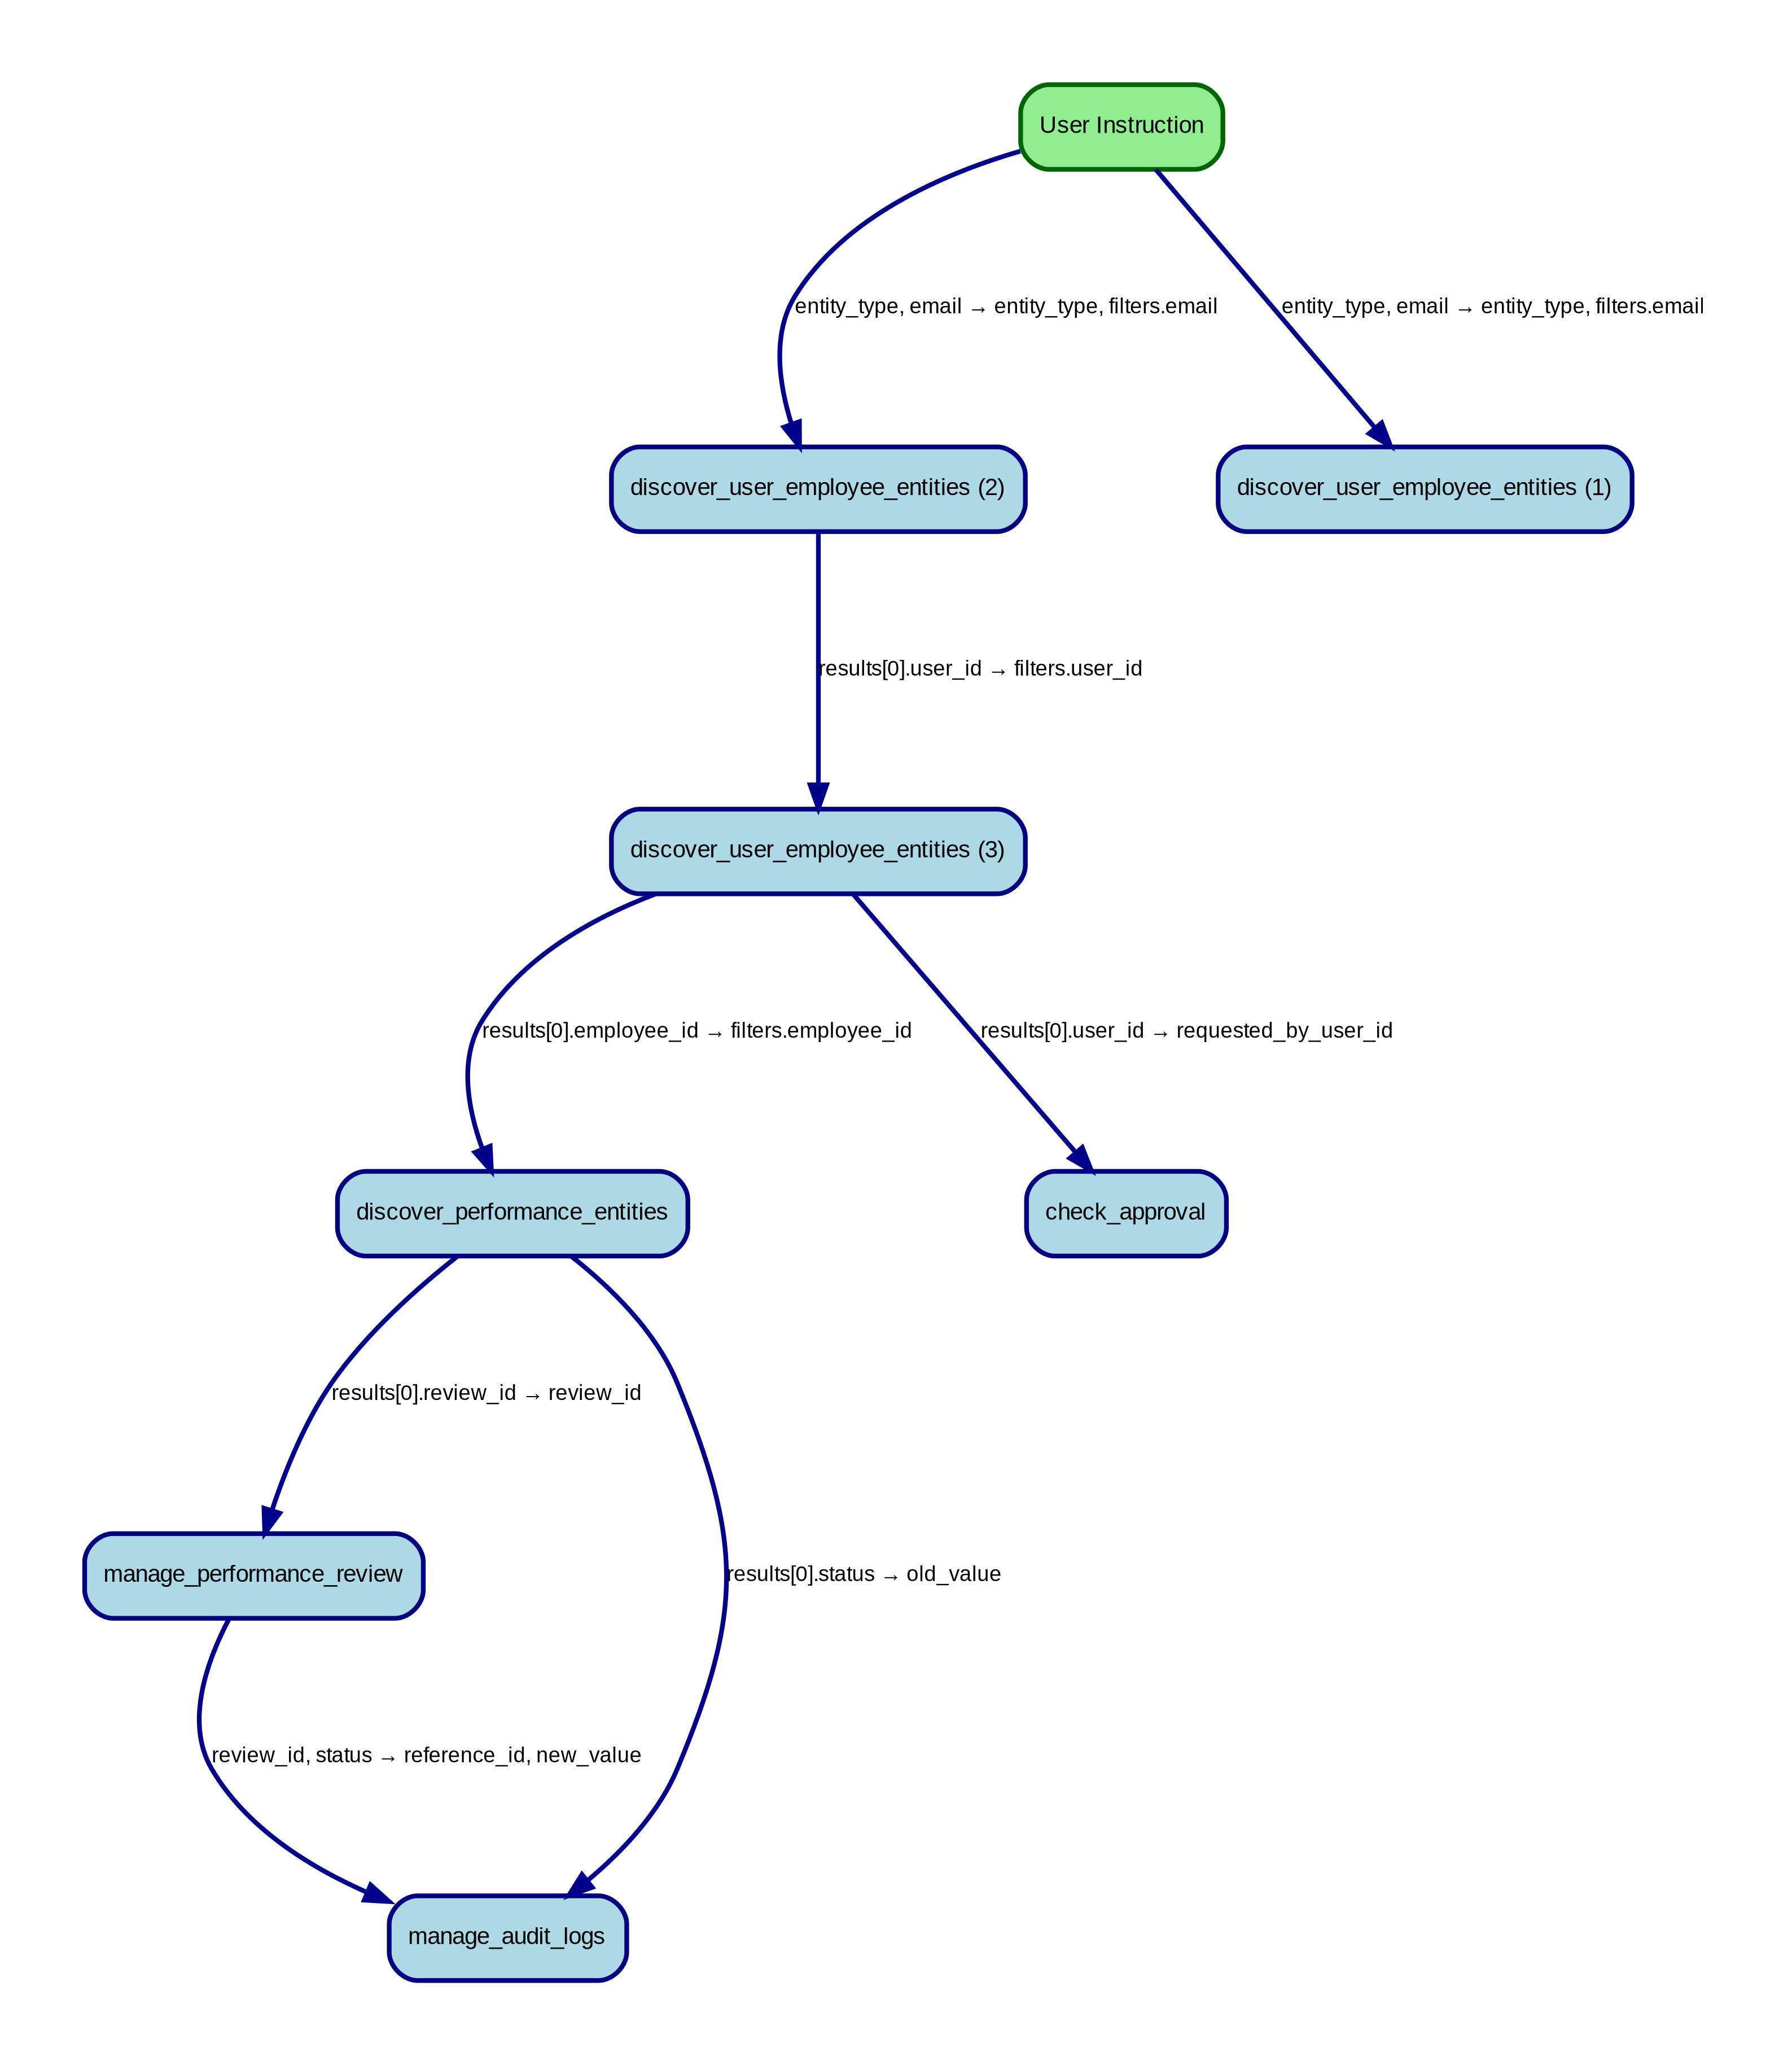 User Instruction
entity_type, email → entity_type, filters.email
entity_type, email → entity_type, filters.email
discover_user_employee_entities (2)
discover_user_employee_entities (1)
results[0].user_id → filters.user_id
discover_user_employee_entities (3)
results[0].employee_id → filters.employee_id
results[0].user_id → requested_by_user_id
discover_performance_entities
check_approval
results[0].review_id → review_id
manage_performance_review
results[0].status → old_value
review_id, status → reference_id, new_value
manage_audit_logs